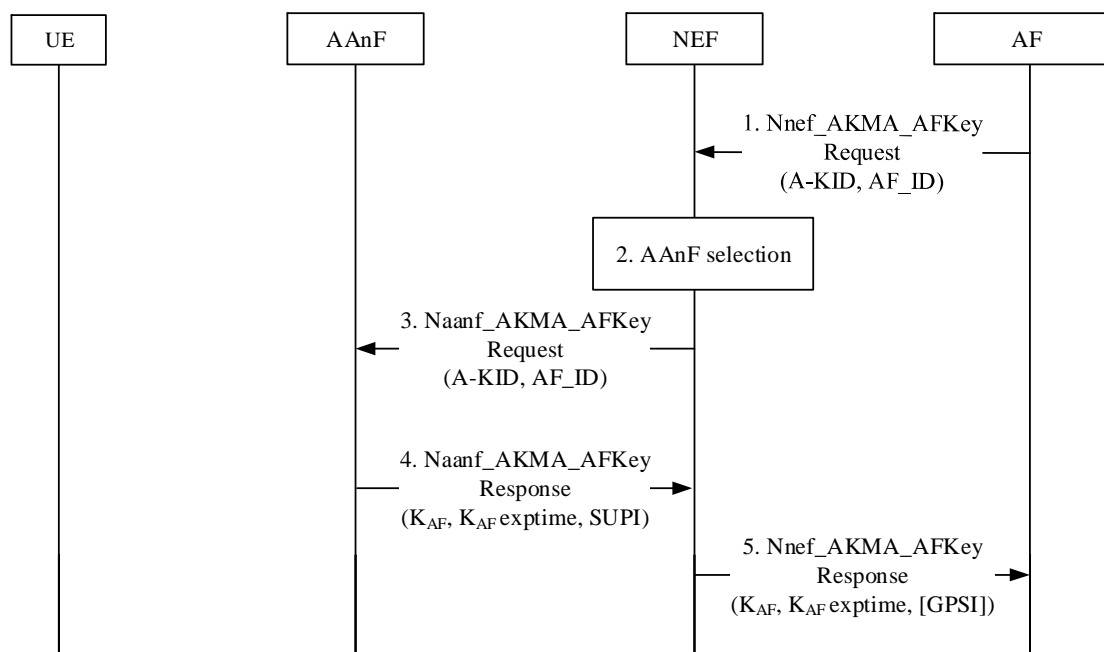 UE
AAnF
NEF
AF
1. Nnef_AKMA_AFKey
Request
(A-KID, AF_ID)
2. AAnF selection
3. Naanf_AKMA_AFKey
Request
(A-KID, AF_ID)
4. Naanf_AKMA_AFKey
Response
(KAF, KAF exptime, SUPI)
5. Nnef_AKMA_AFKey
Response
(KAF, KAF exptime, [GPSI])